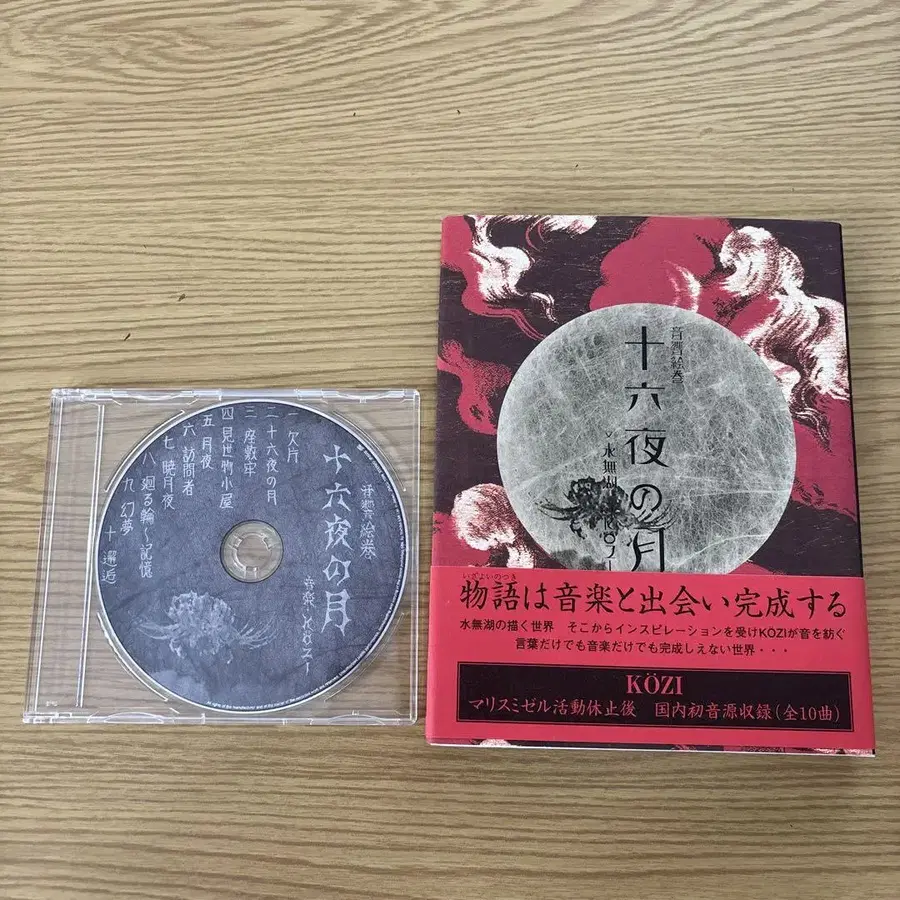 一 欠片
二 十六夜の月
三 座敷牢
四 見世物小屋
五 月夜
六 訪問者
七 暁月夜
八 廻る輪〜記憶
九 幻夢
十 邂逅
音響絵巻
十六夜の月
音楽・KÖZI
音響絵巻
十六夜の月
水無湖
いざよいのつき
物語は音楽と出会い完成する
水無湖の描く世界 そこからインスピレーションを受けKÖZIが音を紡ぐ
言葉だけでも音楽だけでも完成しえない世界・・・
KÖZI
マリスミゼル活動休止後 国内初音源収録(全10曲)